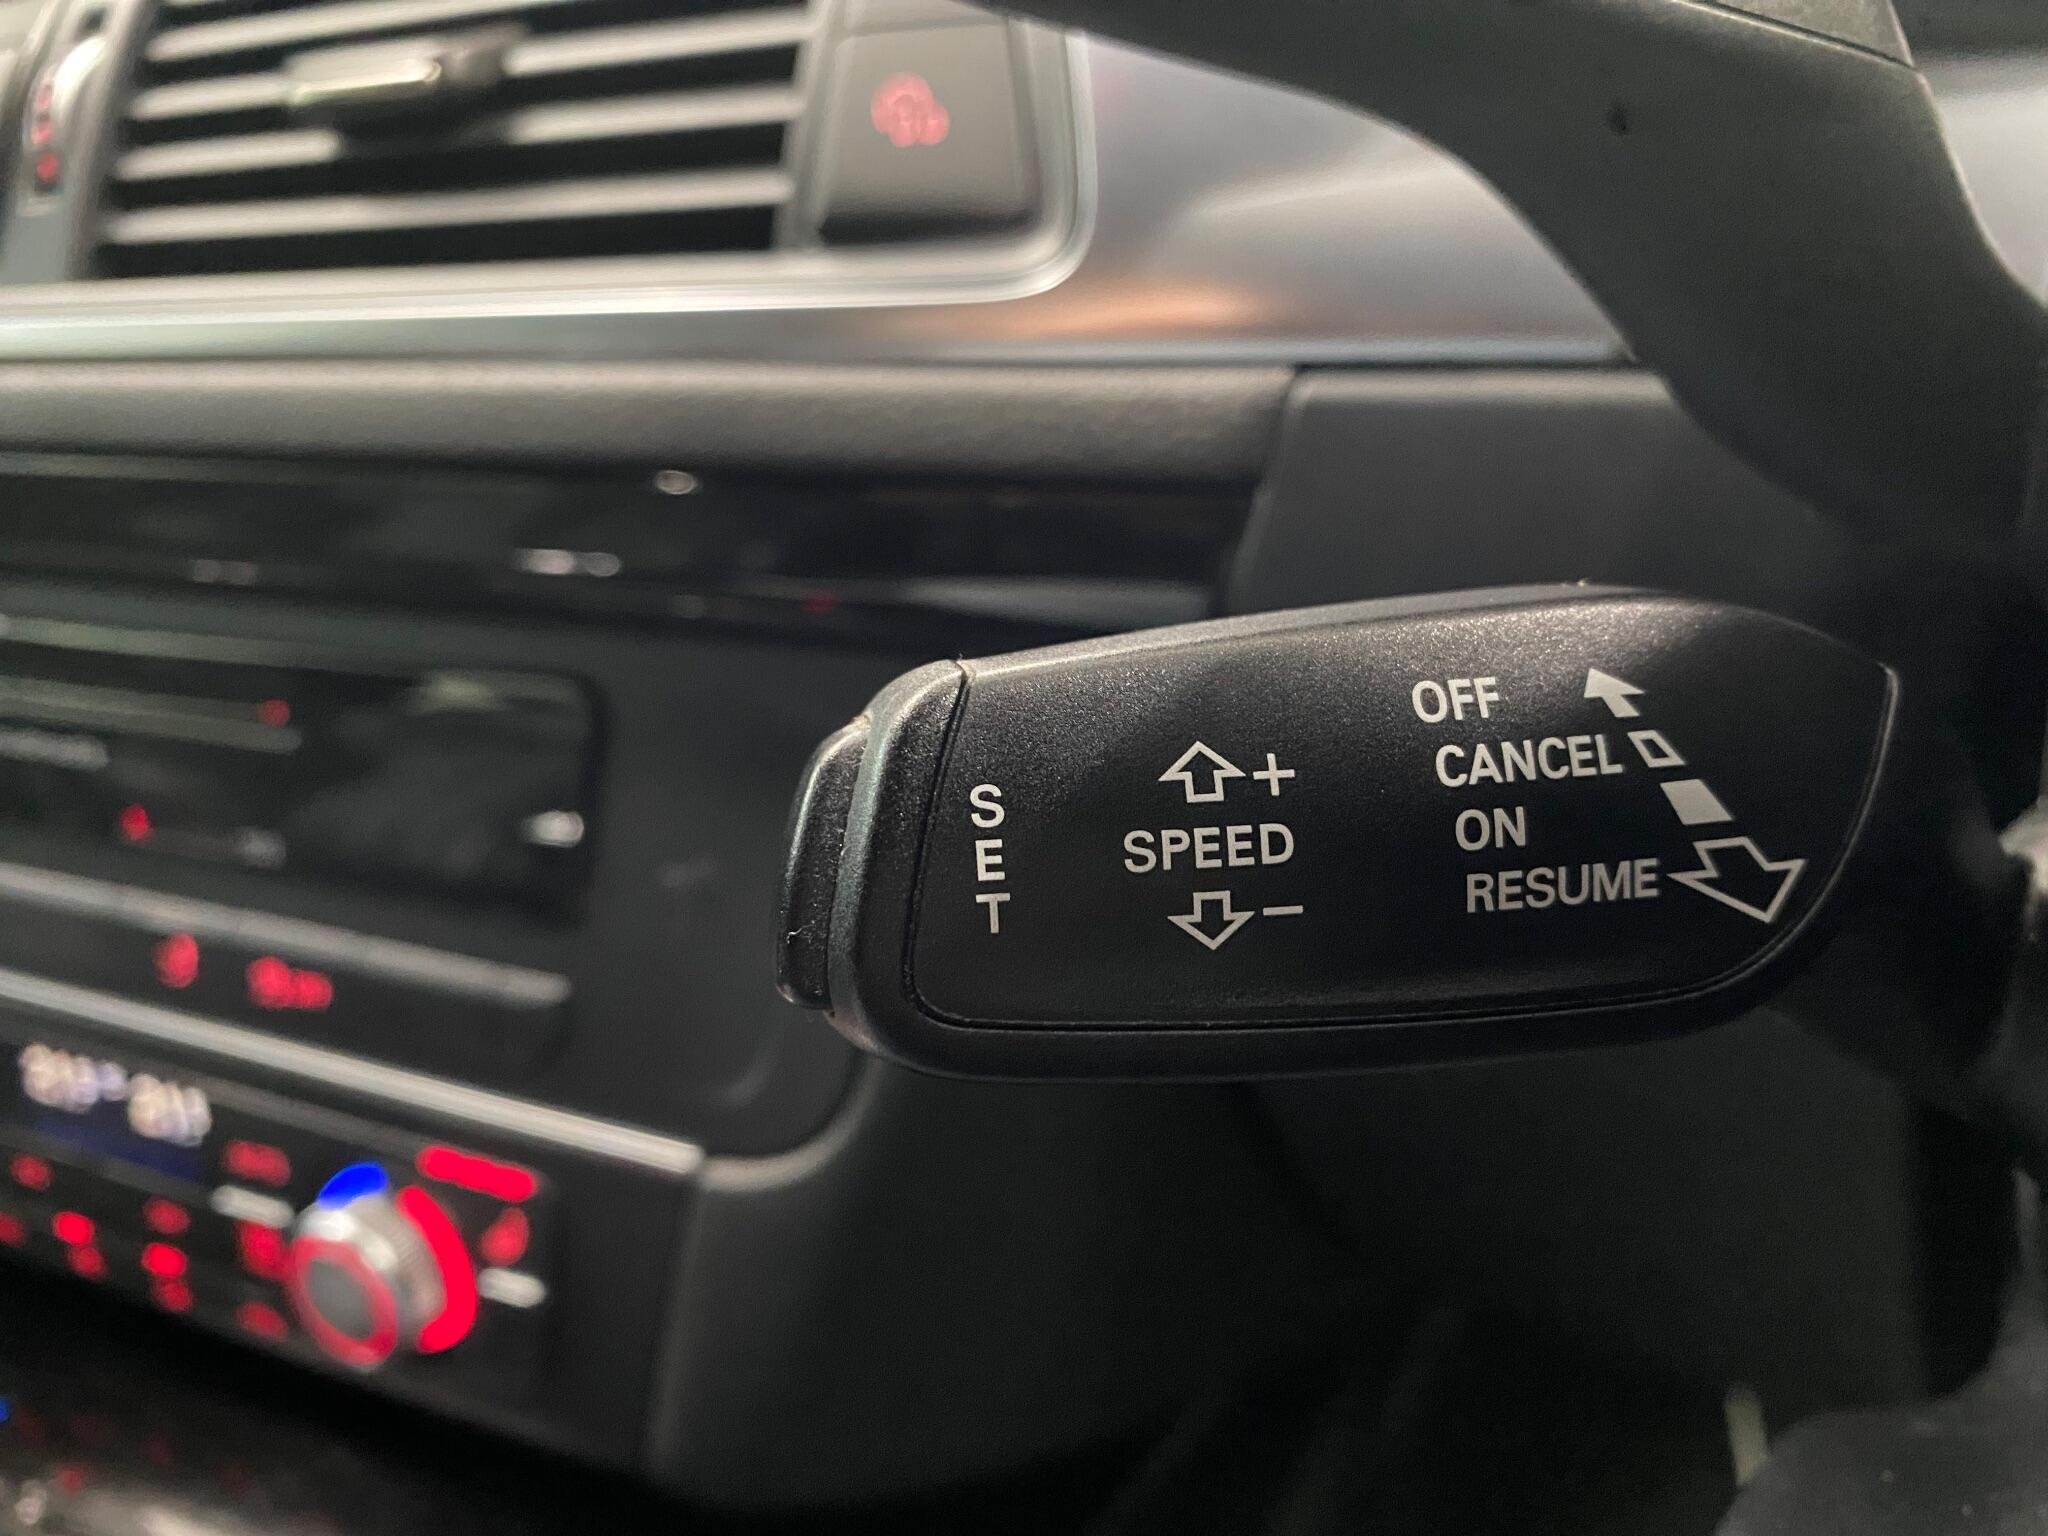 S
E
T
+
SPEED
−
OFF
CANCEL
ON
RESUME